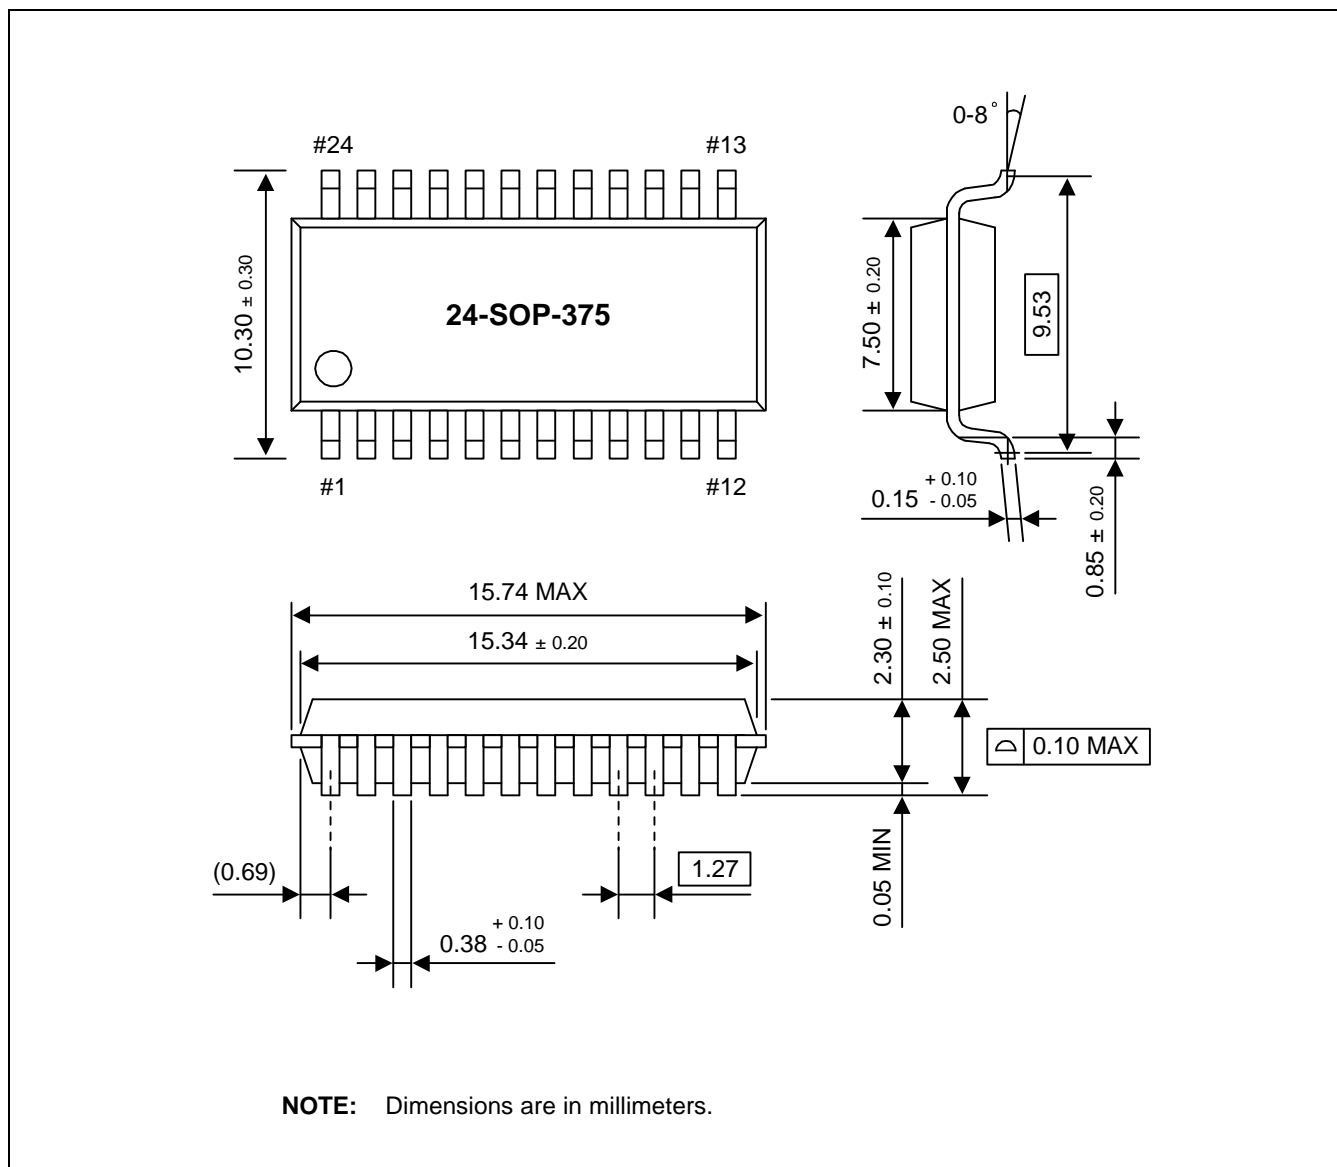 0-8°
#24
#13
10.30 ± 0.30
24-SOP-375
7.50 ± 0.20
9.53
#1
#12
0.15 + 0.10 - 0.05
0.85 ± 0.20
15.74 MAX
15.34 ± 0.20
2.30 ± 0.10
2.50 MAX
0.10 MAX
(0.69)
1.27
0.05 MIN
0.38 + 0.10 - 0.05
NOTE: Dimensions are in millimeters.